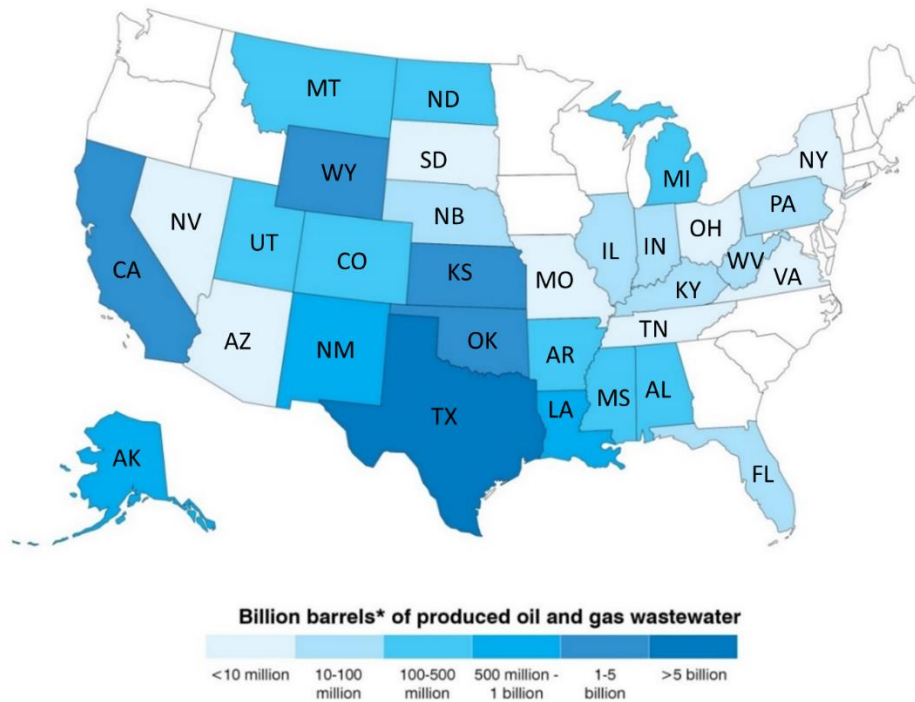 MT
ND
MI
NY
SD
WY
PA
NB
OH
NV
IL
IN
UT
WV
CO
CA
KS
MO
VA
KY
TN
AZ
OK
NM
AR
MS
AL
LA
TX
AK
FL
Billion barrels* of produced oil and gas wastewater
<10 million
10-100
million
100-500
million
500 million -
1 billion
1-5
billion
>5 billion